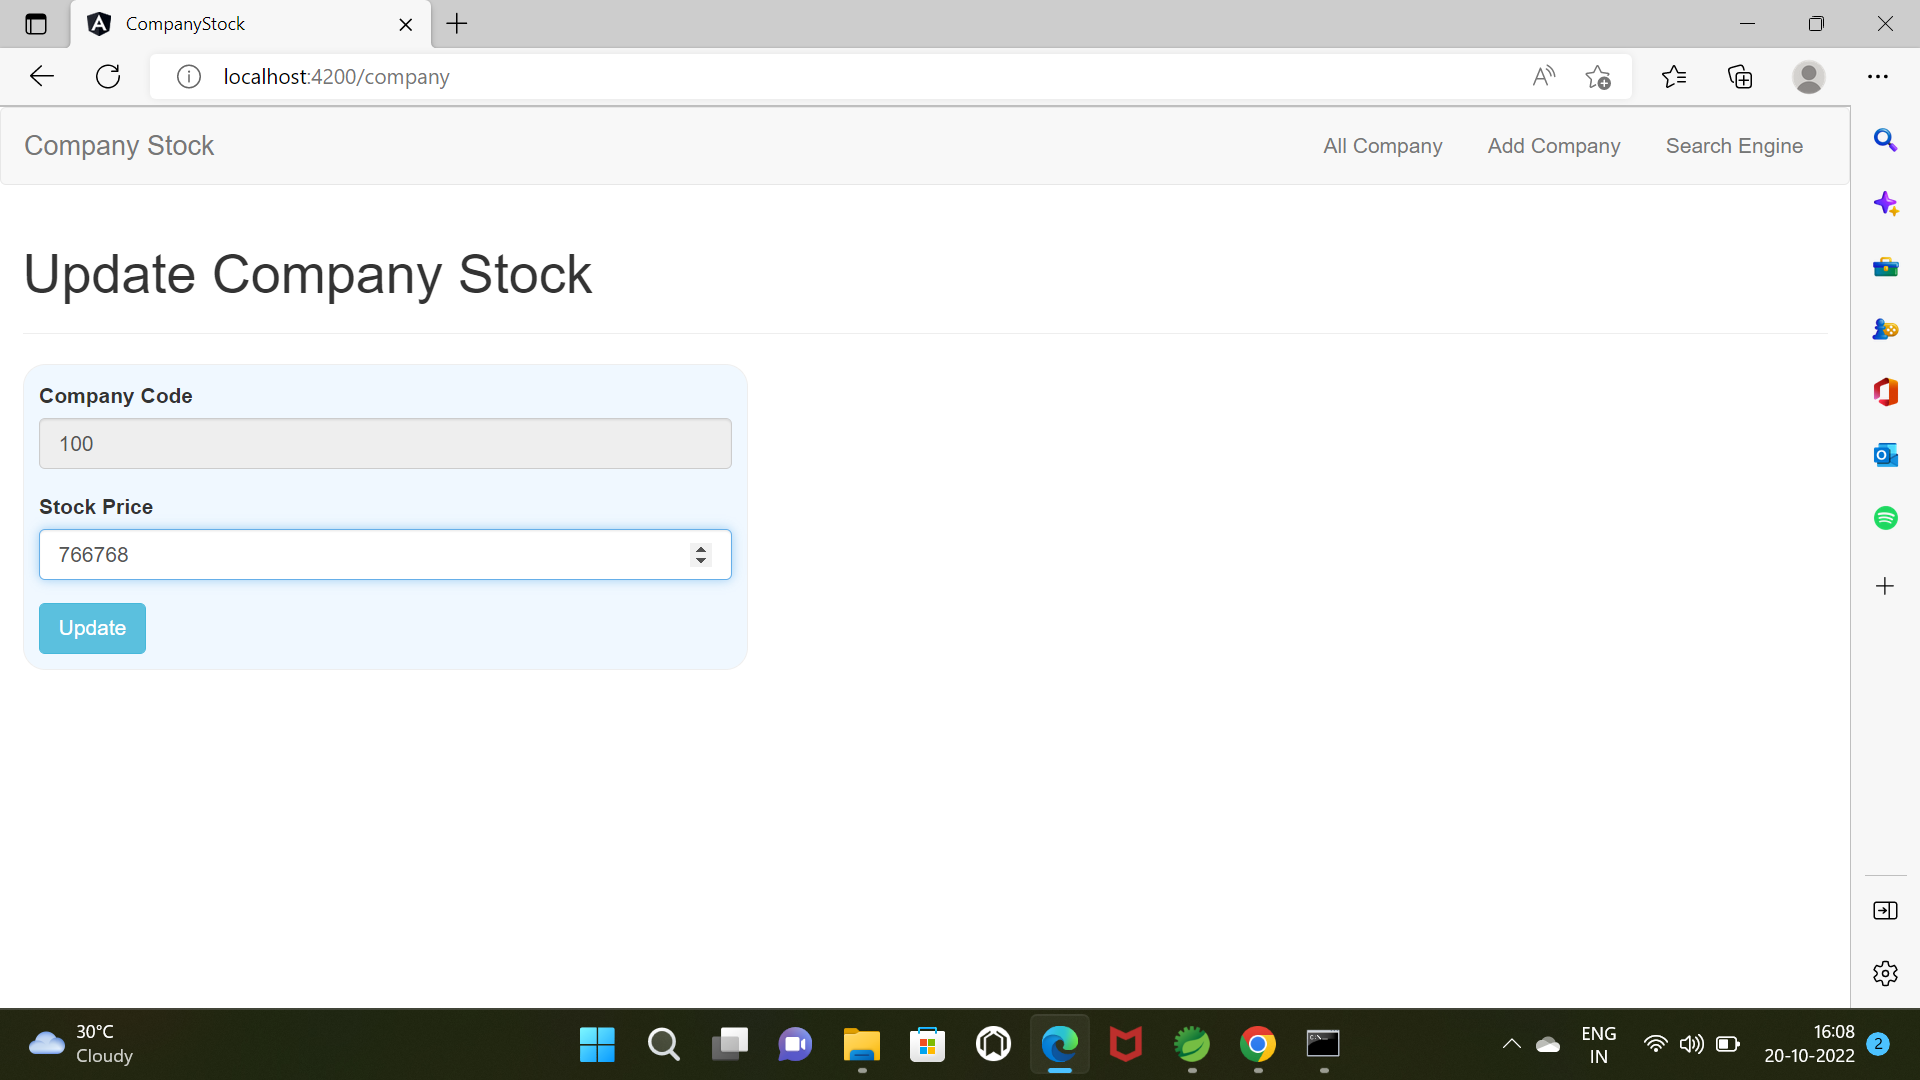 CompanyStock
localhost:4200/company
Company Stock
All Company
Add Company
Search Engine
Update Company Stock
Company Code
100
Stock Price
766768
Update
30°C
Cloudy
ENG
IN
16:08
20-10-2022
2